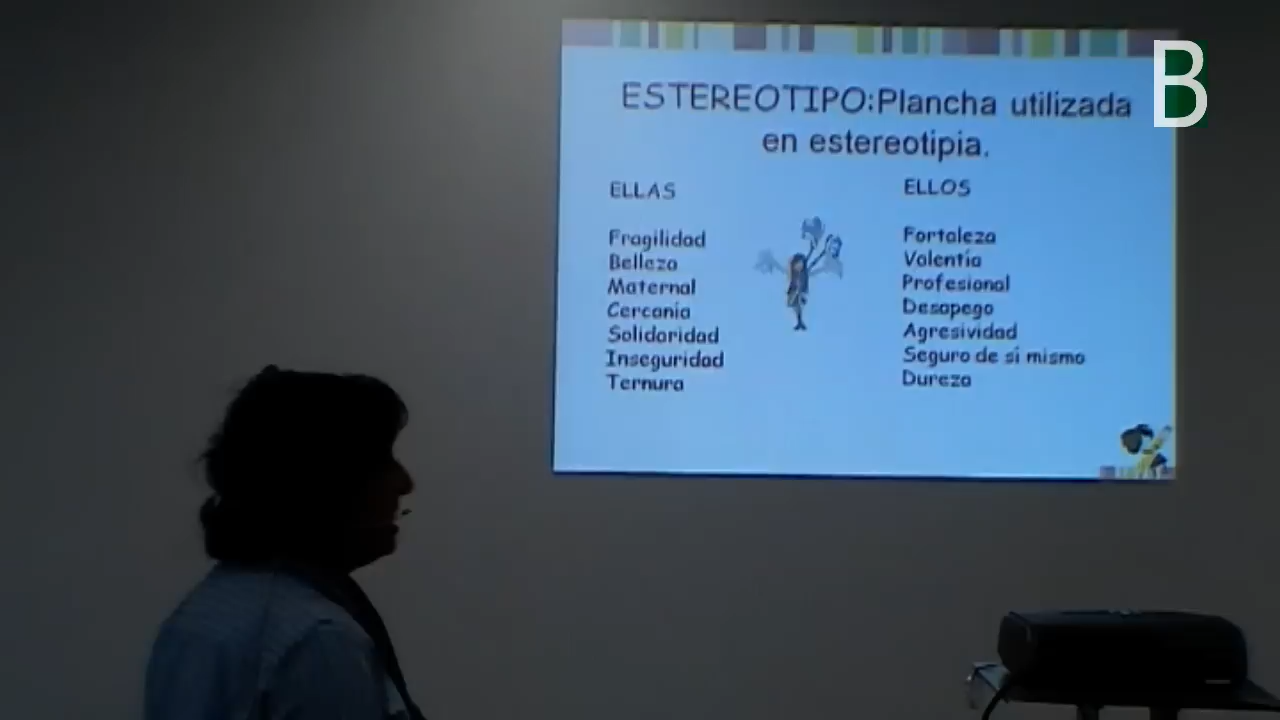 B
ESTEREOTIPO:Plancha utilizada
en estereotipia.
ELLAS
Fragilidad
Belleza
Maternal
Cercanía
Solidaridad
Inseguridad
Ternura
ELLOS
Fortaleza
Valentía
Profesional
Desapego
Agresividad
Seguro de sí mismo
Dureza